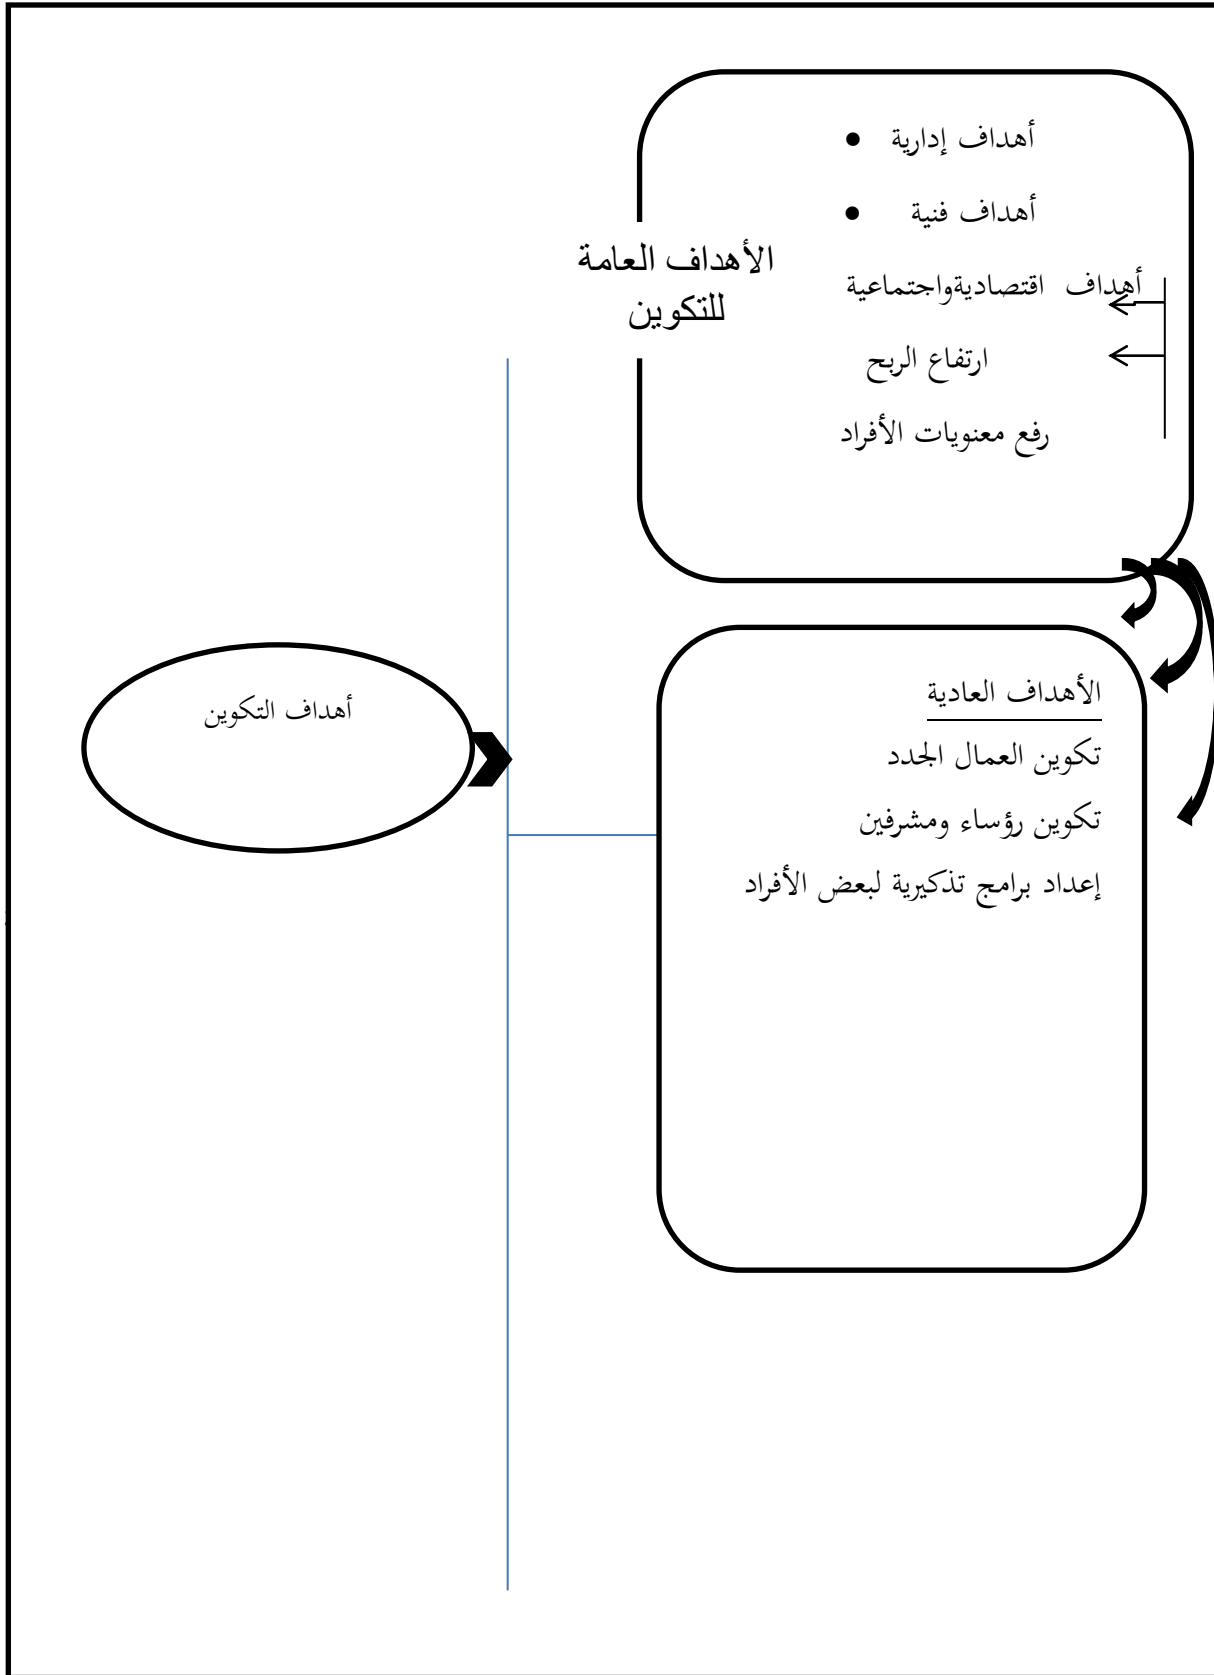 أهداف إدارية
أهداف فنية
الأهداف العامة
للتكوين
أهداف اقتصاديةواجتماعية
ارتفاع الربح
رفع معنويات الأفراد
أهداف التكوين
الأهداف العادية
تكوين العمال الجدد
تكوين رؤساء ومشرفين
إعداد برامج تذكيرية لبعض الأفراد